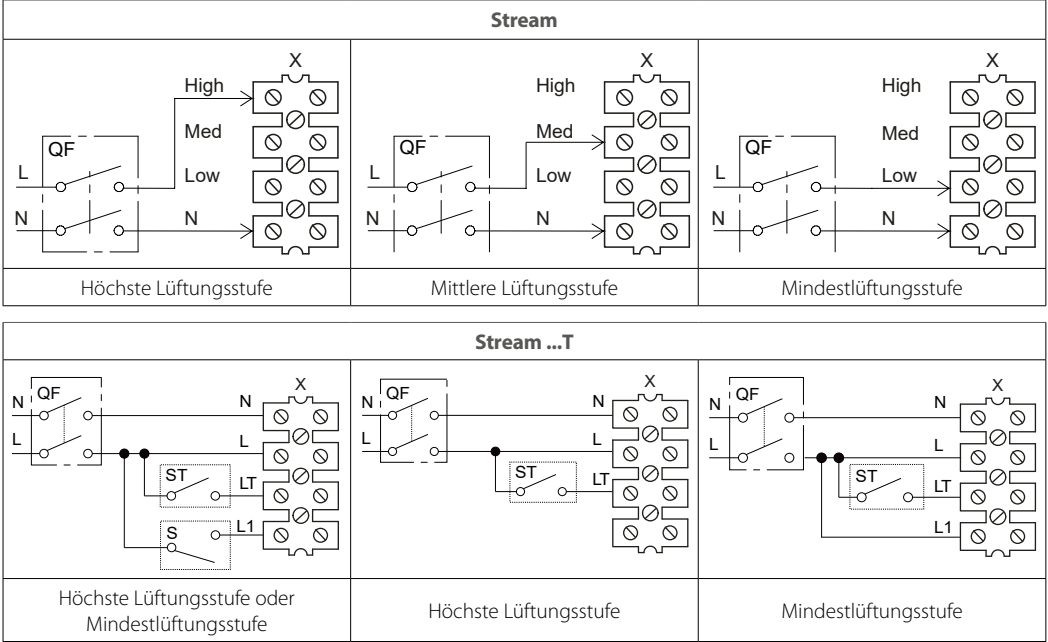 Stream
X
High
Med
QF
L
Low
N
N
Höchste Lüftungsstufe
X
High
Med
QF
L
Low
N
N
Mittlere Lüftungsstufe
X
High
Med
QF
L
Low
N
N
Mindestlüftungsstufe
Stream ...T
X
QF
N
N
L
L
ST
LT
S
L1
Höchste Lüftungsstufe oder
Mindestlüftungsstufe
X
QF
N
N
L
L
ST
LT
Höchste Lüftungsstufe
X
QF
N
N
L
L
ST
LT
L1
Mindestlüftungsstufe